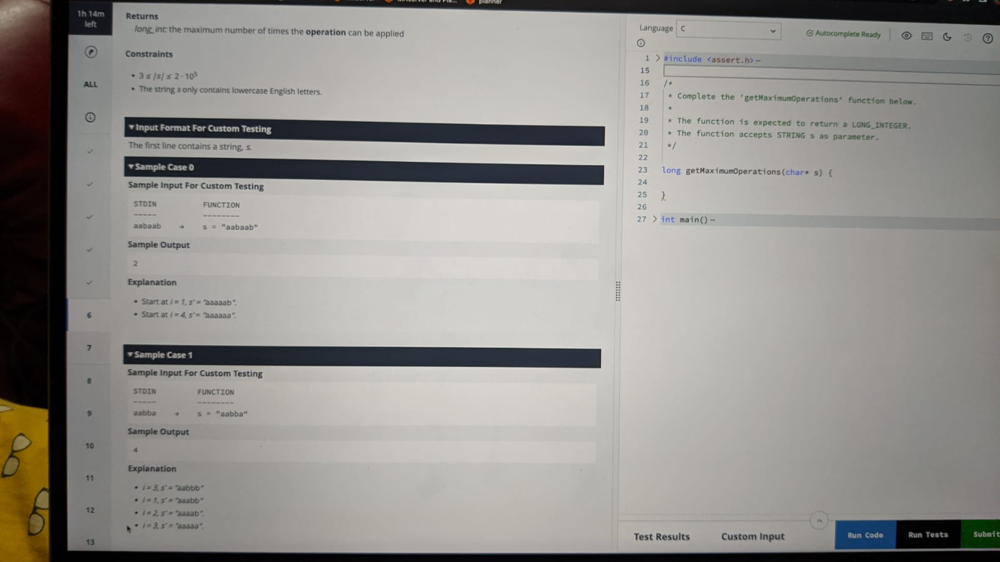 planner
1h 14m
left
ALL
6
7
8
9
10
11
12
13
Returns
long_int: the maximum number of times the operation can be applied
Constraints
• 3 ≤ |s| ≤ 2 · 10⁵
• The string s only contains lowercase English letters.
▼ Input Format For Custom Testing
The first line contains a string, s.
▼ Sample Case 0
Sample Input For Custom Testing
STDIN FUNCTION
----- --------
aabaab → s = "aabaab"
Sample Output
2
Explanation
• Start at i = 1, s' = "aaaaab".
• Start at i = 4, s' = "aaaaaa".
▼ Sample Case 1
Sample Input For Custom Testing
STDIN FUNCTION
----- --------
aabba → s = "aabba"
Sample Output
4
Explanation
• i = 3, s' = "aabbb"
• i = 1, s' = "aaabb"
• i = 2, s' = "aaaab".
• i = 3, s' = "aaaaa".
Language C
Autocomplete Ready
1 > #include <assert.h>–
15
16 /*
17 * Complete the 'getMaximumOperations' function below.
18 *
19 * The function is expected to return a LONG_INTEGER.
20 * The function accepts STRING s as parameter.
21 */
22
23 long getMaximumOperations(char* s) {
24
25 }
26
27 > int main()–
Test Results Custom Input Run Code Run Tests Submit